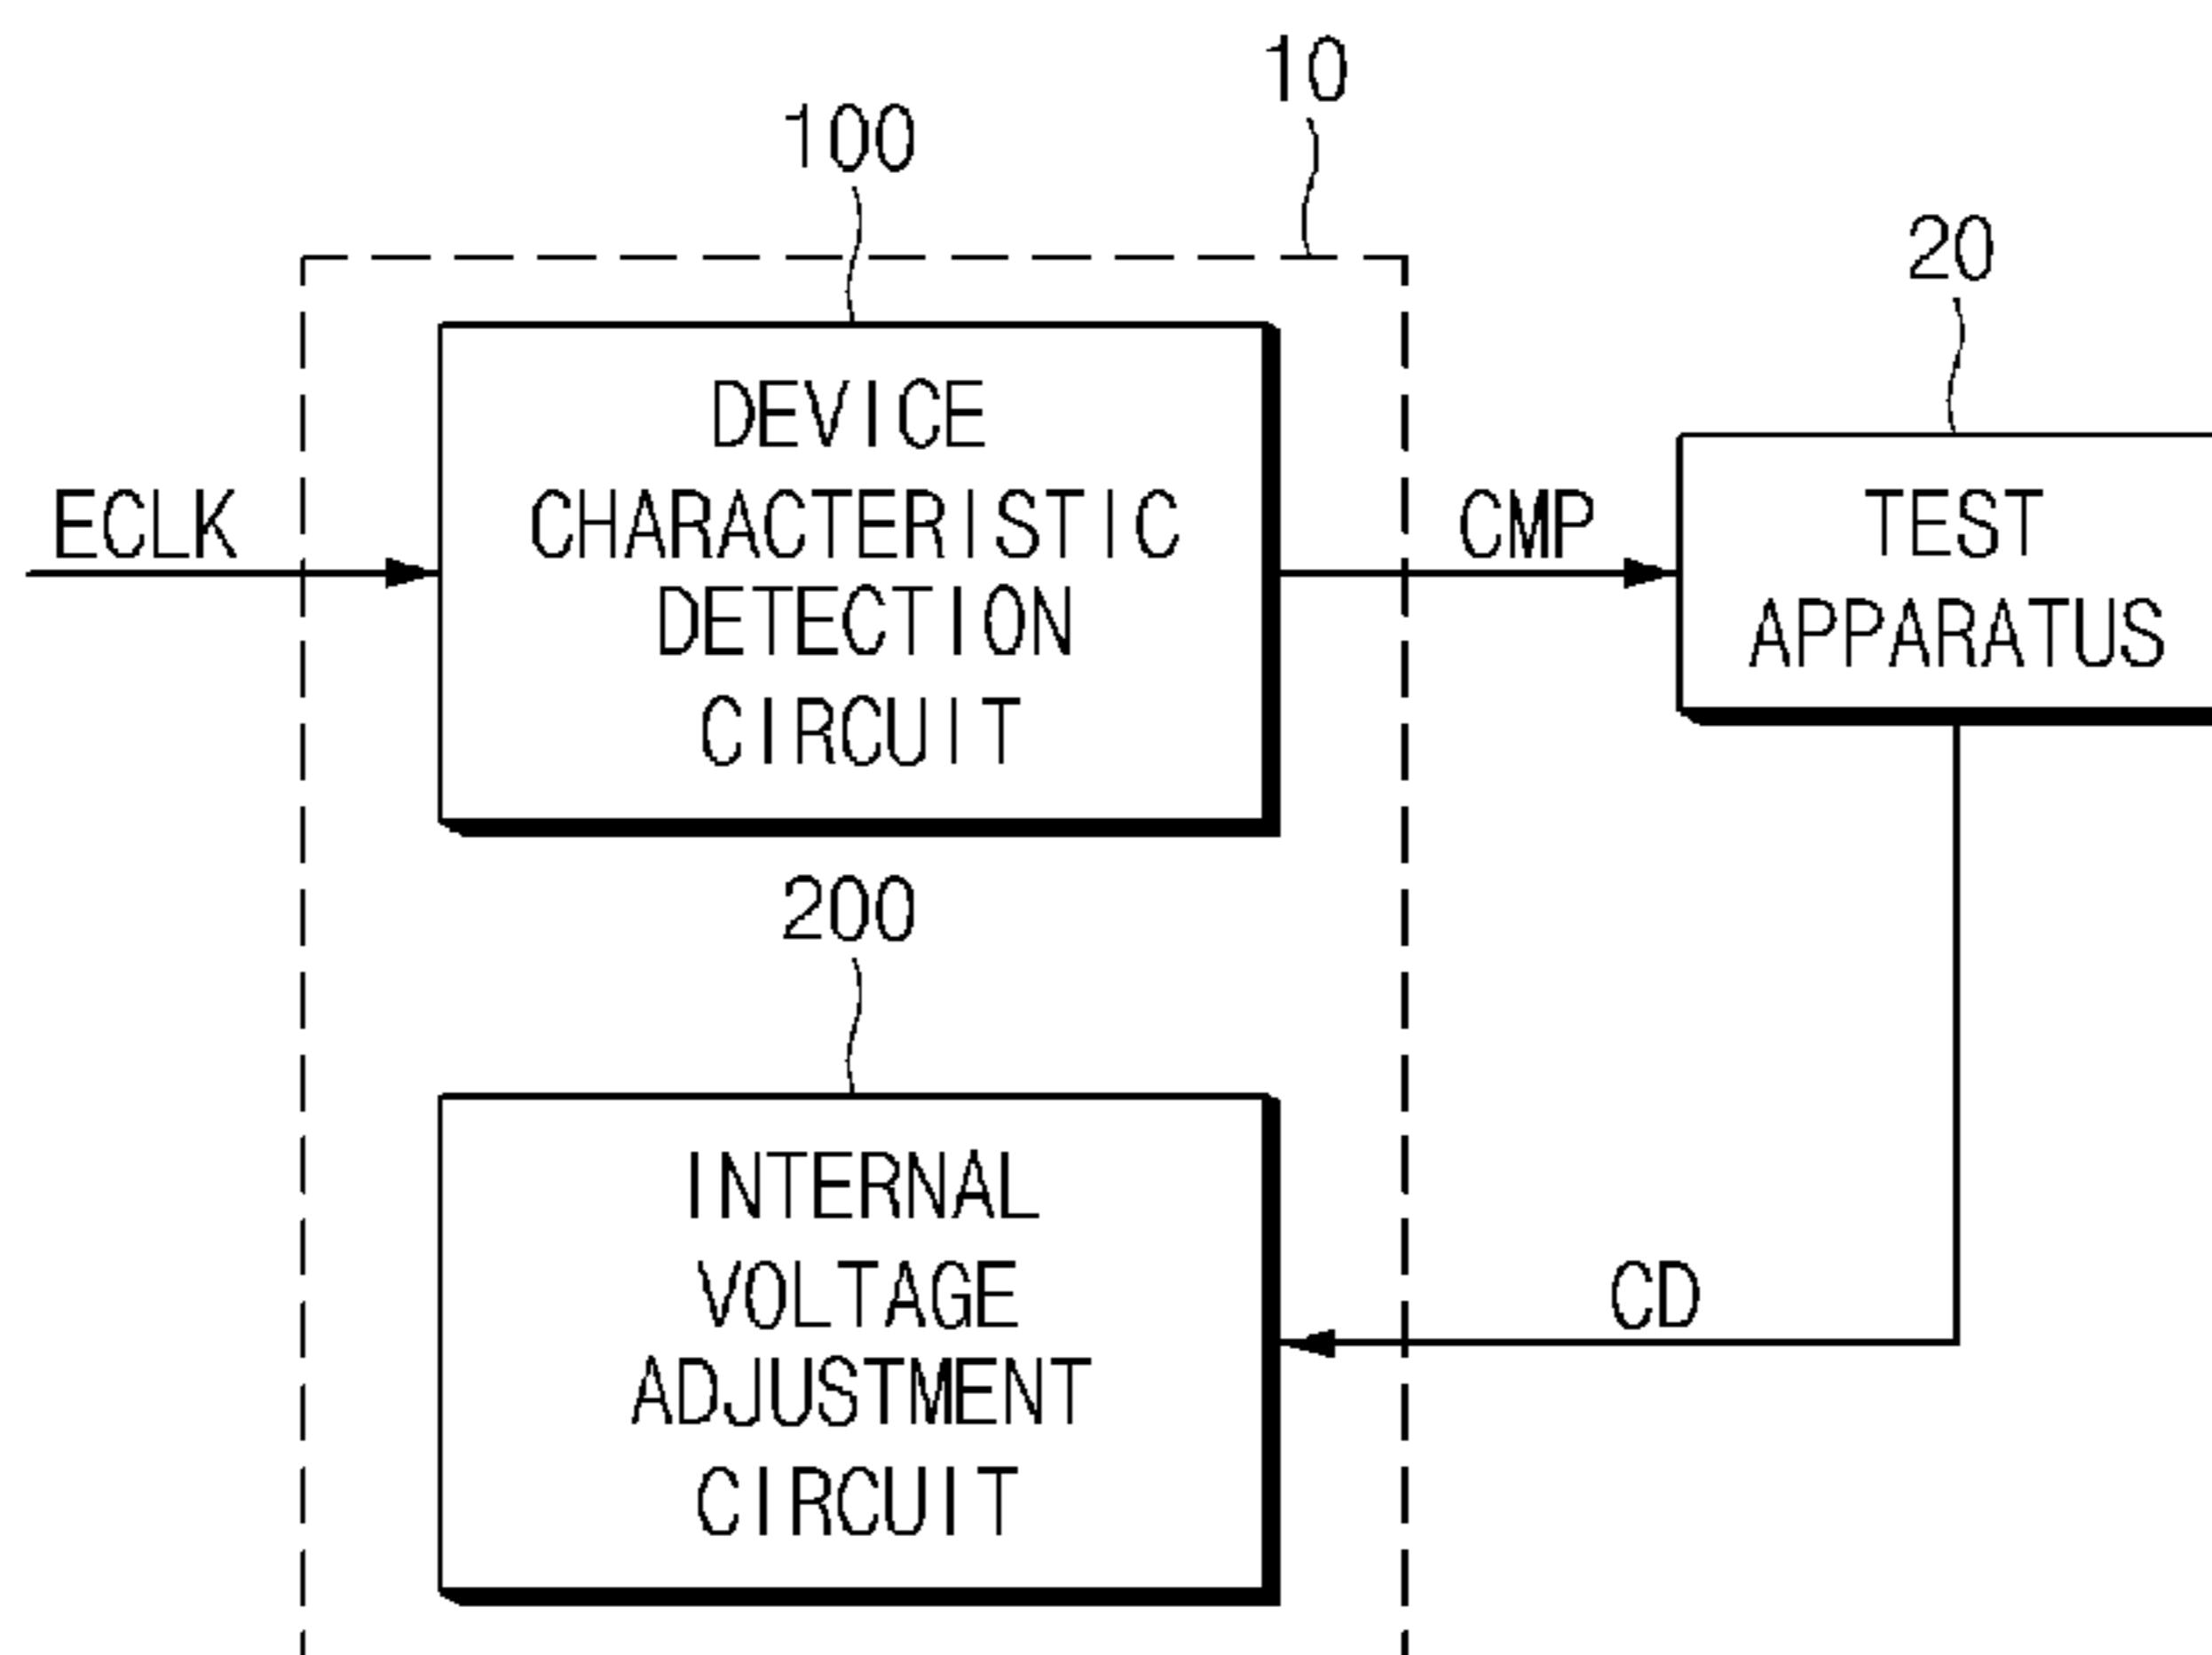 10
100
20
DEVICE
CHARACTERISTIC
DETECTION
CIRCUIT
ECLK
CMP
TEST
APPARATUS
200
INTERNAL
VOLTAGE
ADJUSTMENT
CIRCUIT
CD